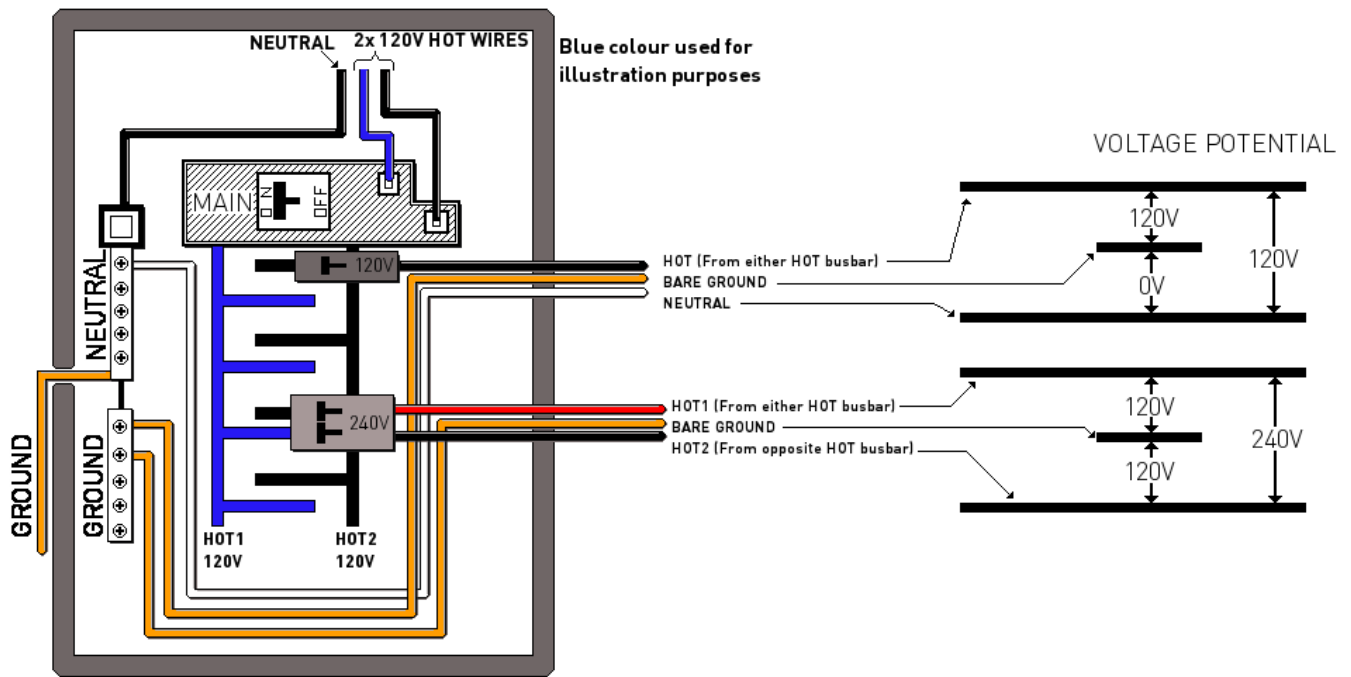 NEUTRAL
2x 120V HOT WIRES
Blue colour used for
illustration purposes
VOLTAGE POTENTIAL
MAIN
ON
OFF
120V
NEUTRAL
HOT (From either HOT busbar)
BARE GROUND
NEUTRAL
120V
0V
120V
240V
HOT1 (From either HOT busbar)
BARE GROUND
HOT2 (From opposite HOT busbar)
120V
120V
240V
GROUND
GROUND
HOT1
120V
HOT2
120V